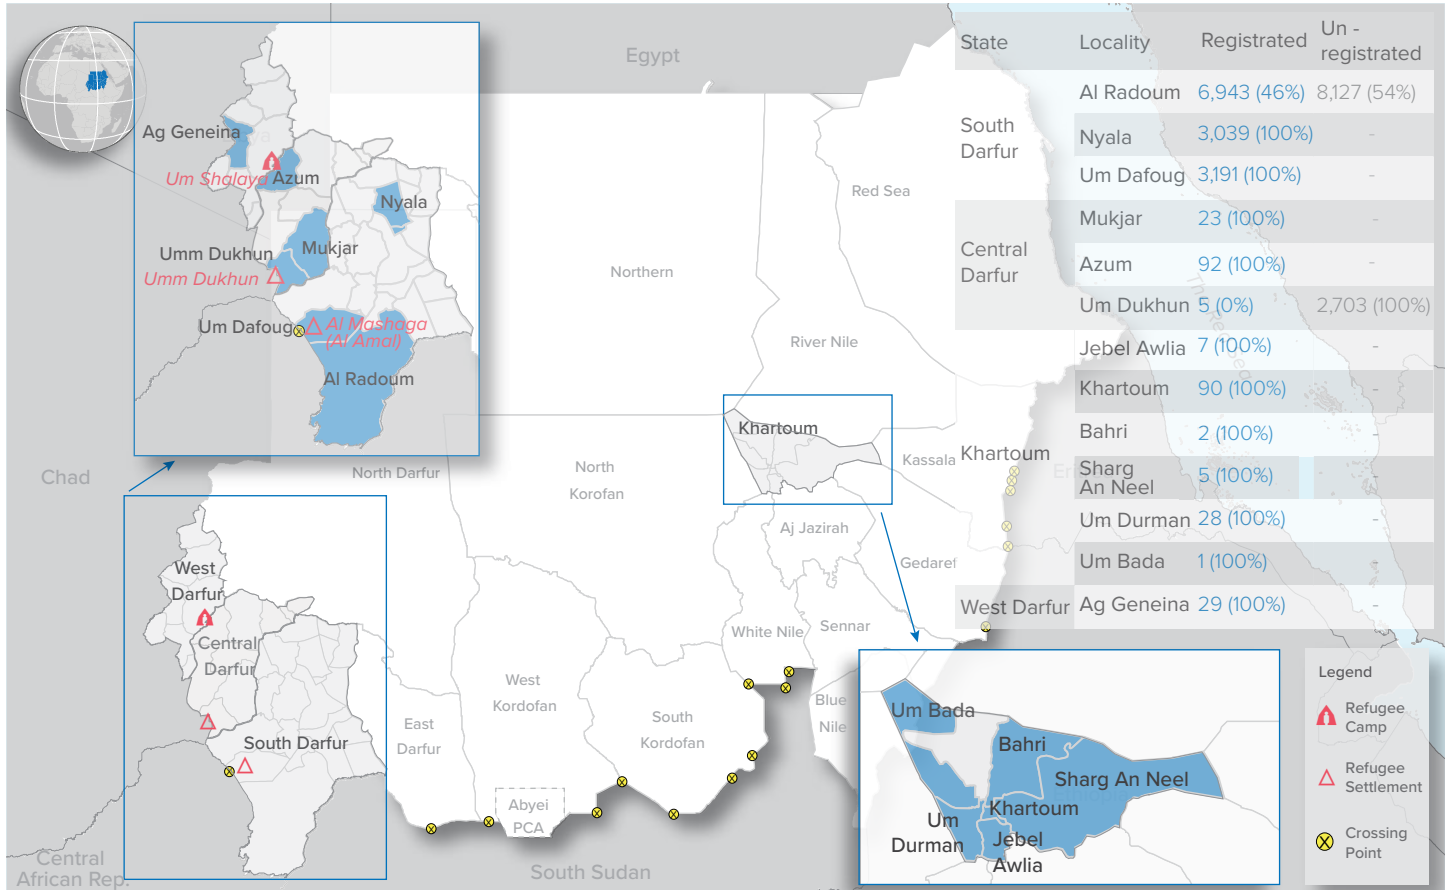 Egypt
Red Sea
Northern
River Nile
The Red Sea
Chad
North Darfur
North
Korofan
Khartoum
Kassala
Aj Jazirah
Gedaref
White Nile
Sennar
Blue
Nile
West
Kordofan
South
Kordofan
East
Darfur
Abyei
PCA
Central
African Rep.
South Sudan
Ag Geneina
Um Shalaya
Azum
Nyala
Umm Dukhun
Mukjar
Umm Dukhun
Um Dafoug
Al Mashaga
(Al Amal)
Al Radoum
West
Darfur
Central
Darfur
South Darfur
State Locality Registrated Un -
registrated
South
Darfur
Al Radoum 6,943 (46%) 8,127 (54%)
Nyala 3,039 (100%) -
Um Dafoug 3,191 (100%) -
Central
Darfur
Mukjar 23 (100%) -
Azum 92 (100%) -
Um Dukhun 5 (0%) 2,703 (100%)
Khartoum
Jebel Awlia 7 (100%) -
Khartoum 90 (100%) -
Bahri 2 (100%) -
Sharg
An Neel 5 (100%) -
Um Durman 28 (100%) -
Um Bada 1 (100%) -
West Darfur Ag Geneina 29 (100%) -
Um Bada
Bahri
Sharg An Neel
Ethiopia
Khartoum
Um
Durman
Jebel
Awlia
Legend
Refugee
Camp
Refugee
Settlement
Crossing
Point